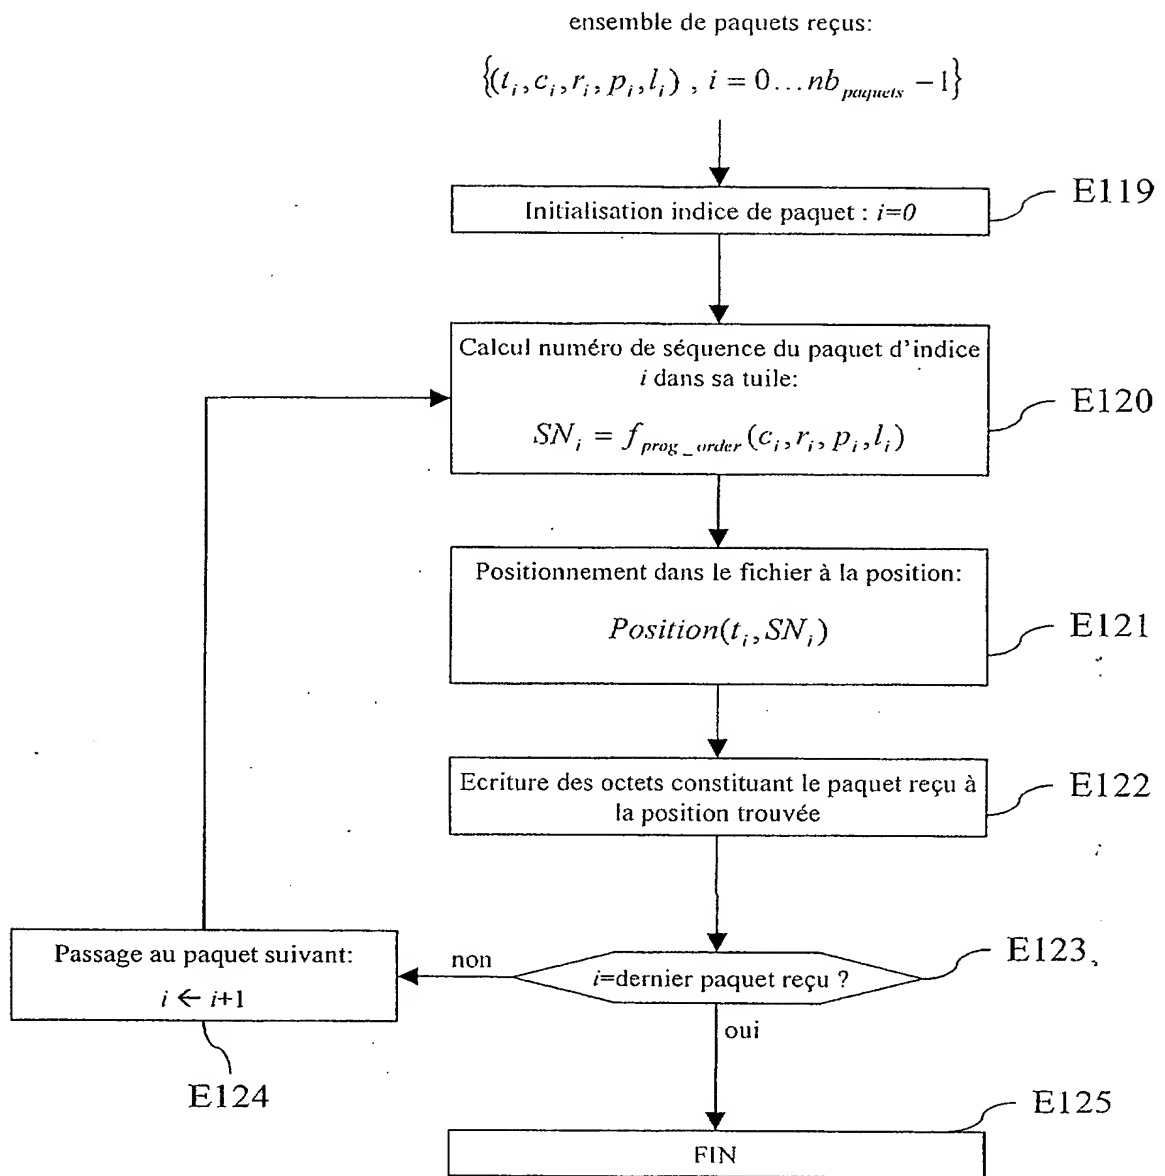 ensemble de paquets reçus:
{(t_i, c_i, r_i, p_i, l_i) , i = 0...nb_paquets − 1}
Initialisation indice de paquet : i=0
E119
Calcul numéro de séquence du paquet d'indice
i dans sa tuile:
SN_i = f_prog_order(c_i, r_i, p_i, l_i)
E120
Positionnement dans le fichier à la position:
Position(t_i, SN_i)
E121
Ecriture des octets constituant le paquet reçu à
la position trouvée
E122
i=dernier paquet reçu ?
E123
non
Passage au paquet suivant:
i ← i+1
E124
oui
E125
FIN